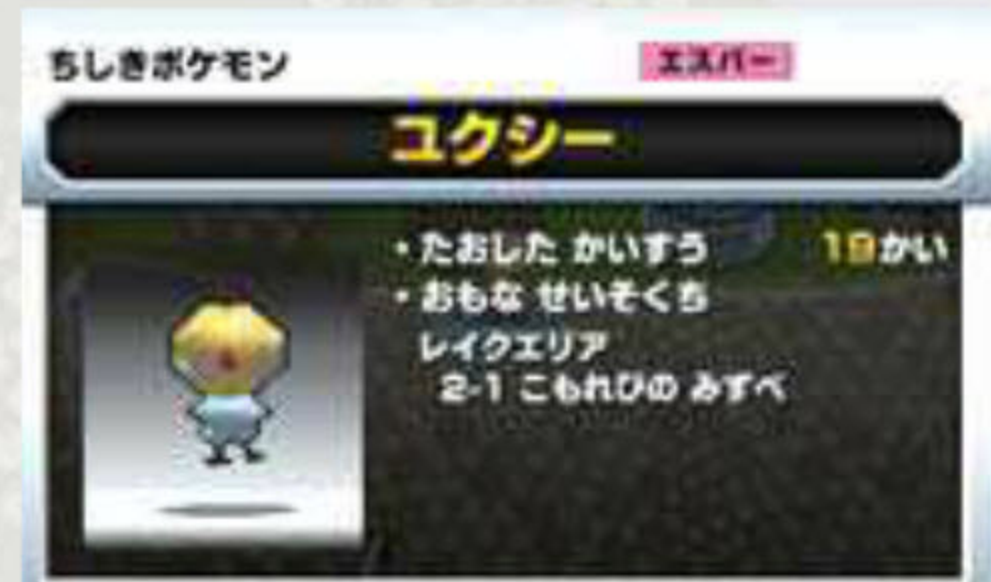 ちしきポケモン
エスパー
ユクシー
・たおした かいすう 19かい
・おもな せいそくち
レイクエリア
2-1 こもれびの みずべ